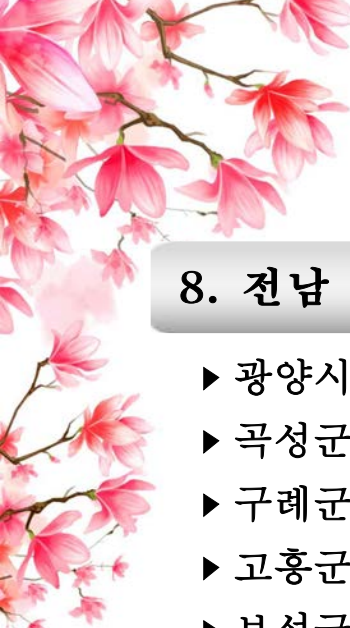 8. 전남
▶ 광양시
▶ 곡성군
▶ 구례군
▶ 고흥군